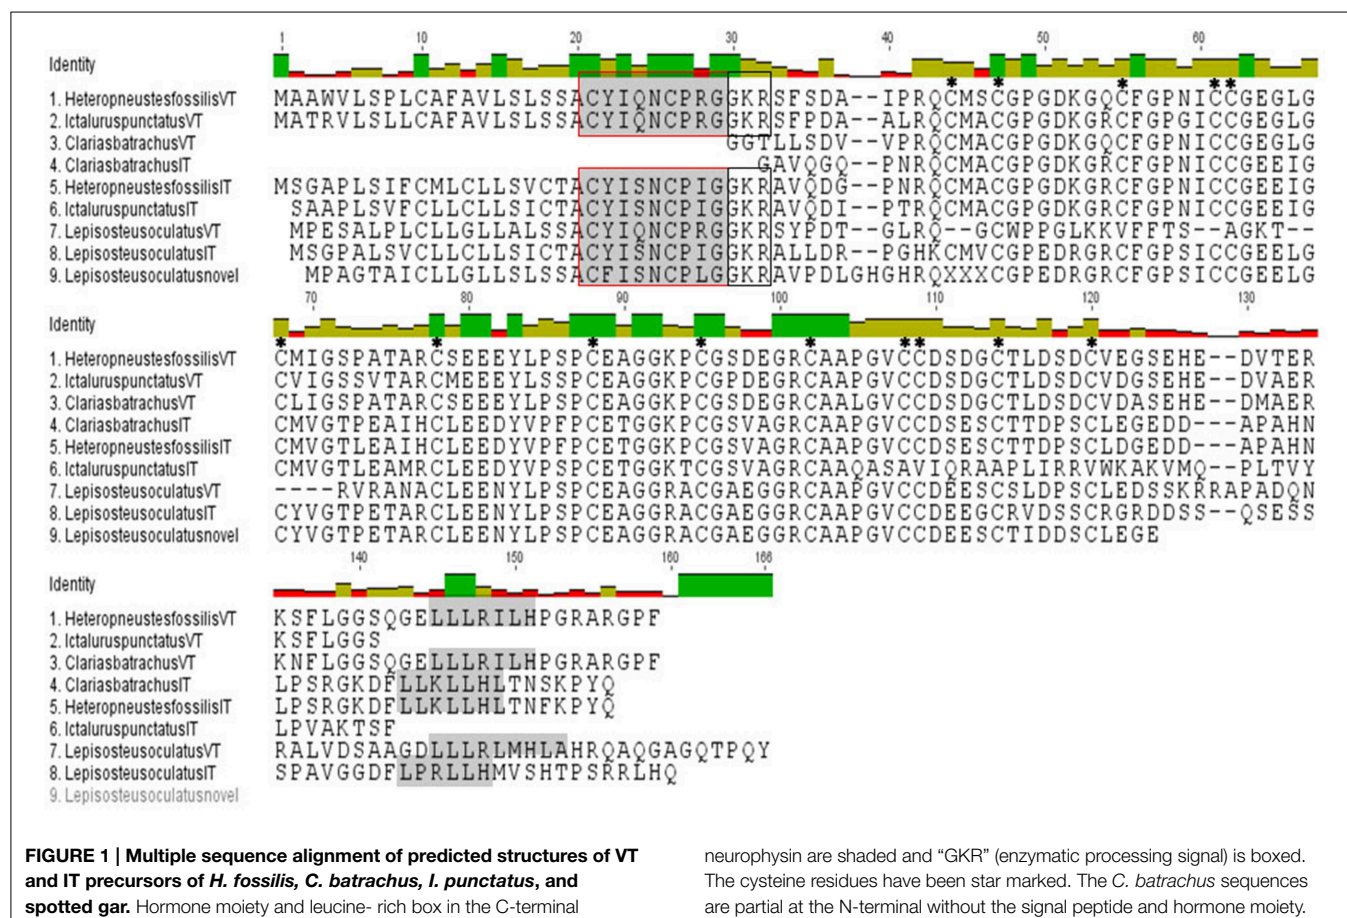 1 10 20 30 40 50 60
Identity
1. HeteropneustesfossilisVT MAAWVLSPLCAFAVLSLSSACYIQNCPRGGKRSFSDA--IPRQCMSCGPGDKGQCFGPNICCGEGLG
2. IctaluruspunctatusVT MATRVLSLLCAFAVLSLSSACYIQNCPRGGKRSFPDA--ALRQCMACGPGDKGRCFGPGICCGEGLG
3. ClariasbatrachusVT GGTLLSDV--VPRQCMACGPGDKGQCFGPNICCGEGLG
4. ClariasbatrachusIT GAVQGQ--PNRQCMACGPGDKGRCFGPNICCGEEIG
5. HeteropneustesfossilisIT MSGAPLSIFCMLCLLSVCTACYISNCPIGGKRAVQDG--PNRQCMACGPGDKGRCFGPNICCGEEIG
6. IctaluruspunctatusIT SAAPLSVFCLLCLLSICTACYISNCPIGGKRAVQDI--PTRQCMACGPGDKGRCFGPNICCGEEIG
7. LepisosteusoculatusVT MPESALPLCLLGLLALSSACYIQNCPRGGKRSYPDT--GLRQ--GCWPPGLKKVFFTS--AGKT--
8. LepisosteusoculatusIT MSGPALSVCLLCLLSICTACYISNCPIGGKRALLDR--PGHKCMVCGPGDRGRCFGPSICCGEELG
9. Lepisosteusoculatusnovel MPAGTAICLLGLLSLSSACFISNCPLGGKRAVPDLGHGHRQXXXCGPEDRGRCFGPSICCGEELG
70 80 90 100 110 120 130
Identity
1. HeteropneustesfossilisVT CMIGSPATARCSEEEYLPSPCEAGGKPCGSDEGRCAAPGVCCDSDGCTLDSDCVEGSEHE--DVTER
2. IctaluruspunctatusVT CVIGSSVTARCMEEEYLSSPCEAGGKPCGPDEGRCAAPGVCCDSDGCTLDSDCVDGSEHE--DVAER
3. ClariasbatrachusVT CLIGSPATARCSEEEYLPSPCEAGGKPCGSDEGRCAALGVCCDSDGCTLDSDCVDASEHE--DMAER
4. ClariasbatrachusIT CMVGTPEAIHCLEEDYVPFPCETGGKPCGSVAGRCAAPGVCCDSESCTTDPSCLEGEDD---APAHN
5. HeteropneustesfossilisIT CMVGTPEAIHCLEEDYVPFPCETGGKPCGSVAGRCAAPGVCCDSESCTTDPSCLDGEDD---APAHN
6. IctaluruspunctatusIT CMVGTLEAMRCLEEDYVPSPCETGGKTCGSVAGRCAAQASAVIQRAAPLIRRVWKAKVMQ--PLTVY
7. LepisosteusoculatusVT ----RVRANACLEENYLPSPCEAGGRACGAEGGRCAAPGVCCDEESCSLDPSCLEDSSKRRAPADQN
8. LepisosteusoculatusIT CYVGTPETARCLEENYLPSPCEAGGRACGAEGGRCAAPGVCCDEEGCRVDSSCRGRDDSS--QSESS
9. Lepisosteusoculatusnovel CYVGTPETARCLEENYLPSPCEAGGRACGAEGGRCAAPGVCCDEESCTIDDSCLEGE
140 150 160 166
Identity
1. HeteropneustesfossilisVT KSFLGGSQGELLLRILHPGRARGPF
2. IctaluruspunctatusVT KSFLGGS
3. ClariasbatrachusVT KNFLGGSQGELLLRILHPGRARGPF
4. ClariasbatrachusIT LPSRGKDFLLKLLHLTNSKPYQ
5. HeteropneustesfossilisIT LPSRGKDFLLKLLHLTNFKPYQ
6. IctaluruspunctatusIT LPVAKTSF
7. LepisosteusoculatusVT RALVDSAAGDLLLRLMHLAHRQAQGAGQTPQY
8. LepisosteusoculatusIT SPAVGGDFLPRLLHMVSHTPSRRLHQ
9. Lepisosteusoculatusnovel
FIGURE 1 | Multiple sequence alignment of predicted structures of VT
and IT precursors of H. fossilis, C. batrachus, I. punctatus, and
spotted gar. Hormone moiety and leucine- rich box in the C-terminal
neurophysin are shaded and “GKR” (enzymatic processing signal) is boxed.
The cysteine residues have been star marked. The C. batrachus sequences
are partial at the N-terminal without the signal peptide and hormone moiety.